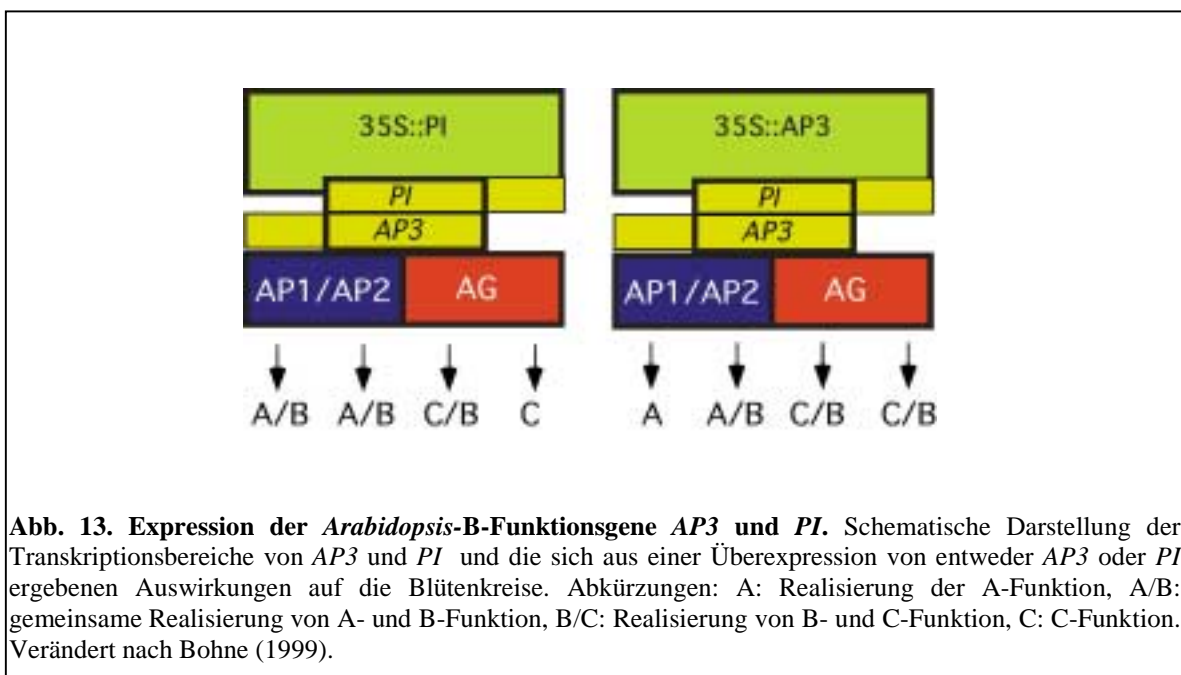 35S::PI
PI
AP3
AP1/AP2 AG
A/B A/B C/B C
35S::AP3
PI
AP3
AP1/AP2 AG
A A/B C/B C/B
Abb. 13. Expression der Arabidopsis-B-Funktionsgene AP3 und PI. Schematische Darstellung der
Transkriptionsbereiche von AP3 und PI und die sich aus einer Überexpression von entweder AP3 oder PI
ergebenen Auswirkungen auf die Blütenkreise. Abkürzungen: A: Realisierung der A-Funktion, A/B:
gemeinsame Realisierung von A- und B-Funktion, B/C: Realisierung von B- und C-Funktion, C: C-Funktion.
Verändert nach Bohne (1999).